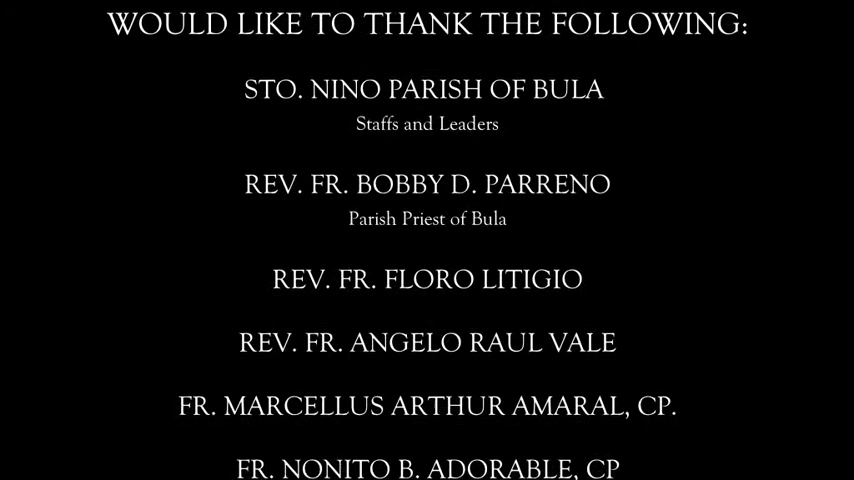 WOULD LIKE TO THANK THE FOLLOWING:
STO. NINO PARISH OF BULA
Staffs and Leaders
REV. FR. BOBBY D. PARRENO
Parish Priest of Bula
REV. FR. FLORO LITIGIO
REV. FR. ANGELO RAUL VALE
FR. MARCELLUS ARTHUR AMARAL, CP.
FR. NONITO B. ADORABLE, CP